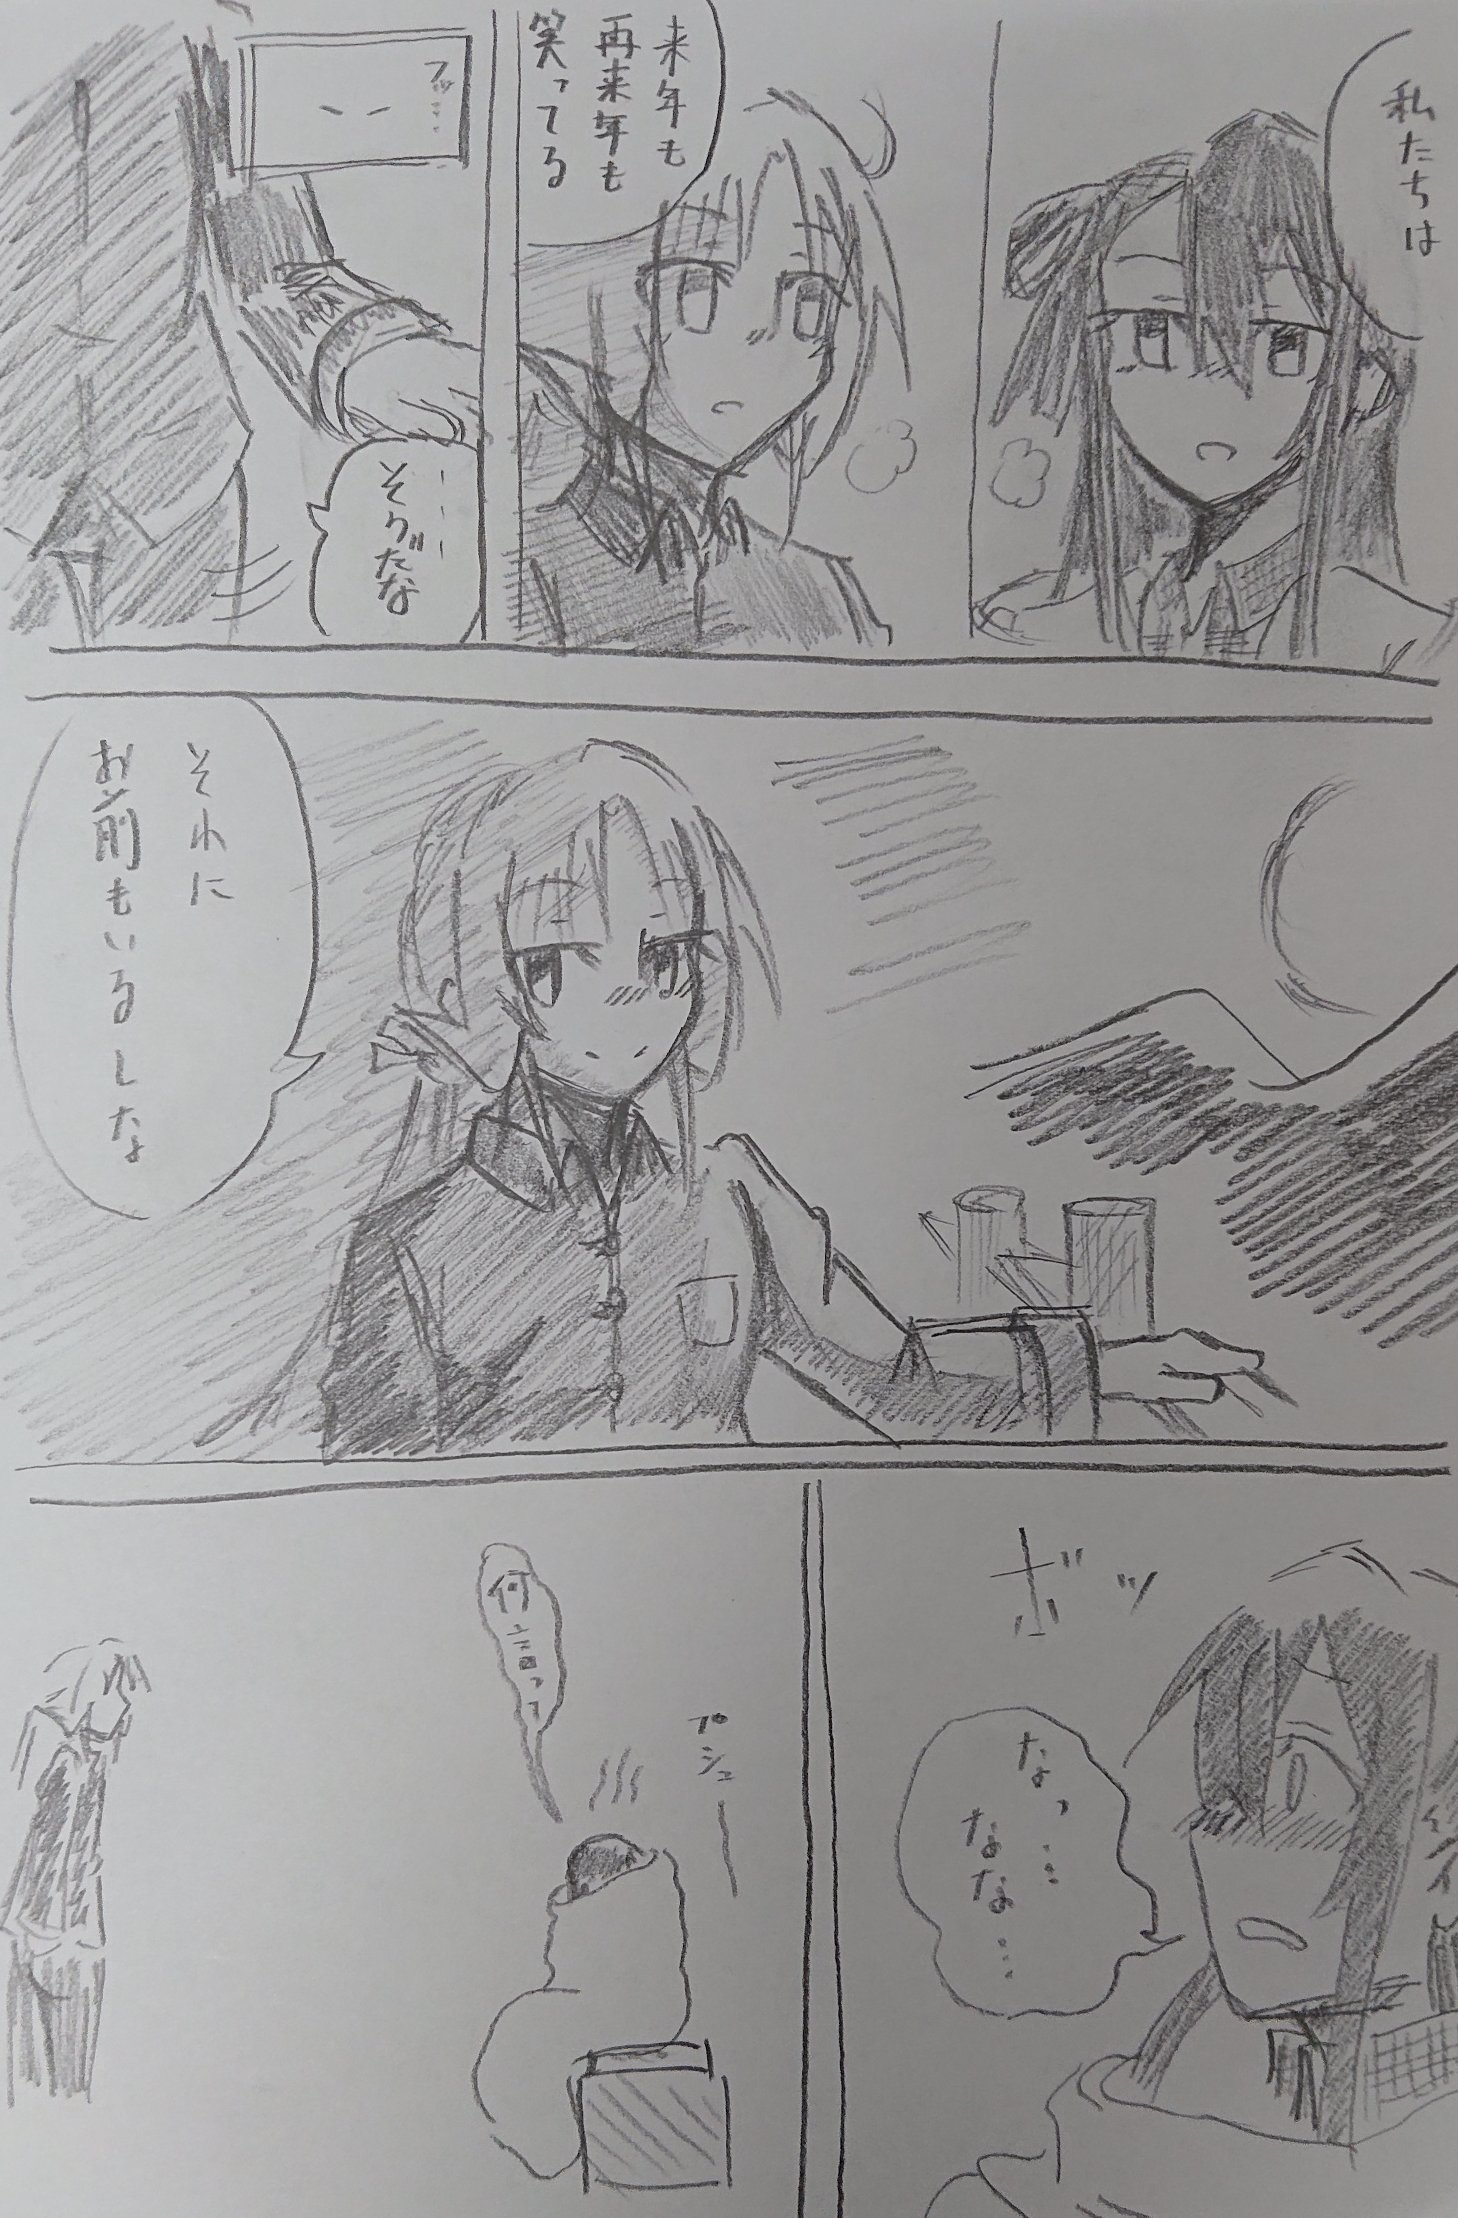 私たちは
来年も
再来年も
笑ってる
フッ…
……
そうだな
それに
お前もいるしな
ボッ
なっ……
なな……
プシュー
何言って